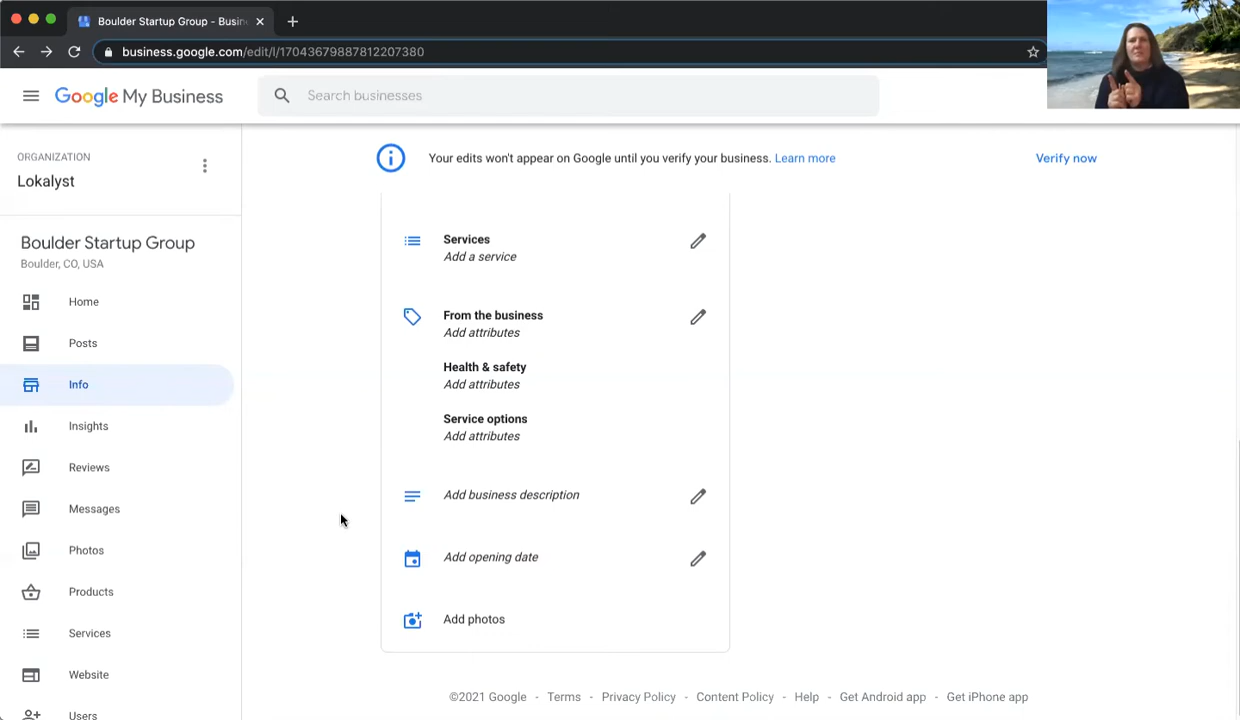 Boulder Startup Group - Busin
business.google.com/edit/l/17043679887812207380
Google My Business
Search businesses
ORGANIZATION
Lokalyst
Your edits won't appear on Google until you verify your business. Learn more
Verify now
Boulder Startup Group
Boulder, CO, USA
Home
Posts
Info
Insights
Reviews
Messages
Photos
Products
Services
Website
Users
Services
Add a service
From the business
Add attributes
Health & safety
Add attributes
Service options
Add attributes
Add business description
Add opening date
Add photos
©2021 Google - Terms - Privacy Policy - Content Policy - Help - Get Android app - Get iPhone app